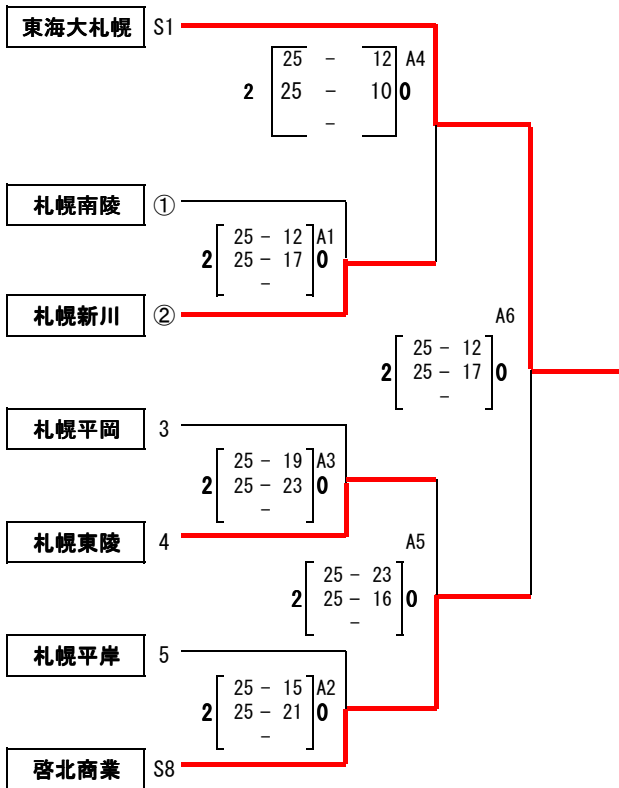 東海大札幌 S1
25 - 12 A4
2 25 - 10 0
-
札幌南陵 ①
25 - 12 A1
2 25 - 17 0
-
札幌新川 ②
A6
25 - 12
2 25 - 17 0
-
札幌平岡 3
25 - 19 A3
2 25 - 23 0
-
札幌東陵 4
A5
25 - 23
2 25 - 16 0
-
札幌平岸 5
25 - 15 A2
2 25 - 21 0
-
啓北商業 S8